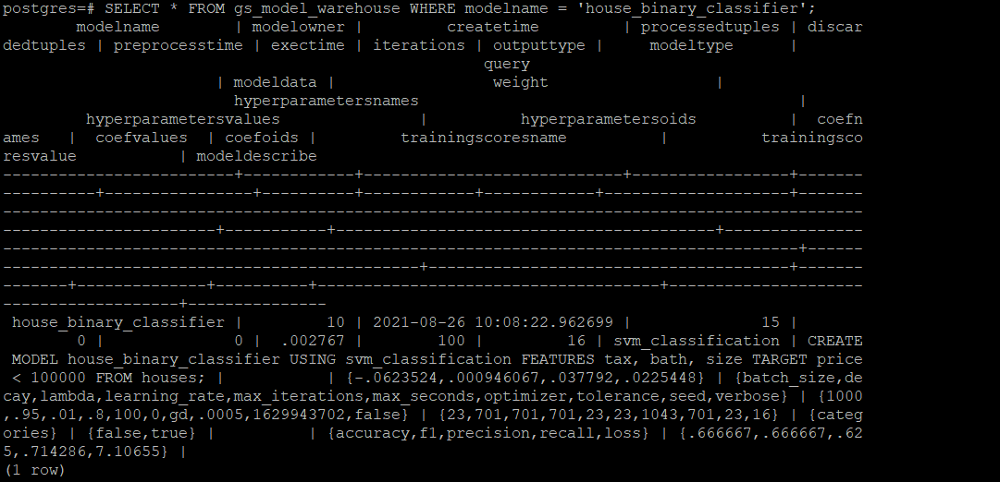 postgres=# SELECT * FROM gs_model_warehouse WHERE modelname = 'house_binary_classifier';
        modelname         | modelowner |         createtime         | processedtuples | discar
dedtuples | preprocesstime | exectime | iterations | outputtype |     modeltype      |
                                                    query
                       | modeldata |                 weight                  |
                         hyperparametersnames                                         |
         hyperparametersvalues               |          hyperparametersoids          |  coefn
ames   |  coefvalues  | coefoids |         trainingscoresname          |          trainingsco
resvalue           | modeldescribe
-------------------------+------------+----------------------------+-----------------+-------
----------+----------------+----------+------------+------------+--------------------+-------
---------------------------------------------------------------------------------------------
-----------------------+-----------+-----------------------------------------+---------------
--------------------------------------------------------------------------------------+------
---------------------------------------------+---------------------------------------+-------
-------+--------------+----------+-------------------------------------+---------------------
-------------------+---------------
 house_binary_classifier |         10 | 2021-08-26 10:08:22.962699 |              15 |
        0 |              0 |  .002767 |        100 |         16 | svm_classification | CREATE
 MODEL house_binary_classifier USING svm_classification FEATURES tax, bath, size TARGET price
 < 100000 FROM houses; |           | {-.0623524,.000946067,.037792,.0225448} | {batch_size,de
cay,lambda,learning_rate,max_iterations,max_seconds,optimizer,tolerance,seed,verbose} | {1000
,.95,.01,.8,100,0,gd,.0005,1629943702,false} | {23,701,701,701,23,23,1043,701,23,16} | {categ
ories} | {false,true} |          | {accuracy,f1,precision,recall,loss} | {.666667,.666667,.62
5,.714286,7.10655} |
(1 row)